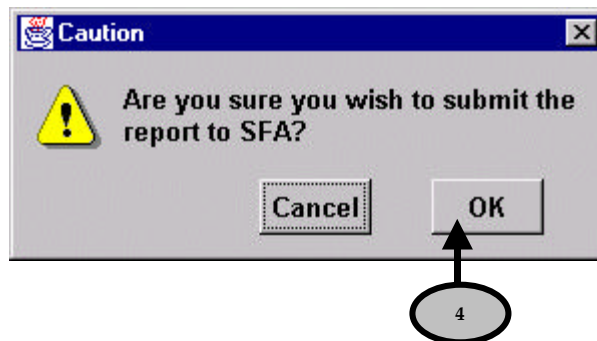 Caution
Are you sure you wish to submit the
report to SFA?
Cancel
OK
4